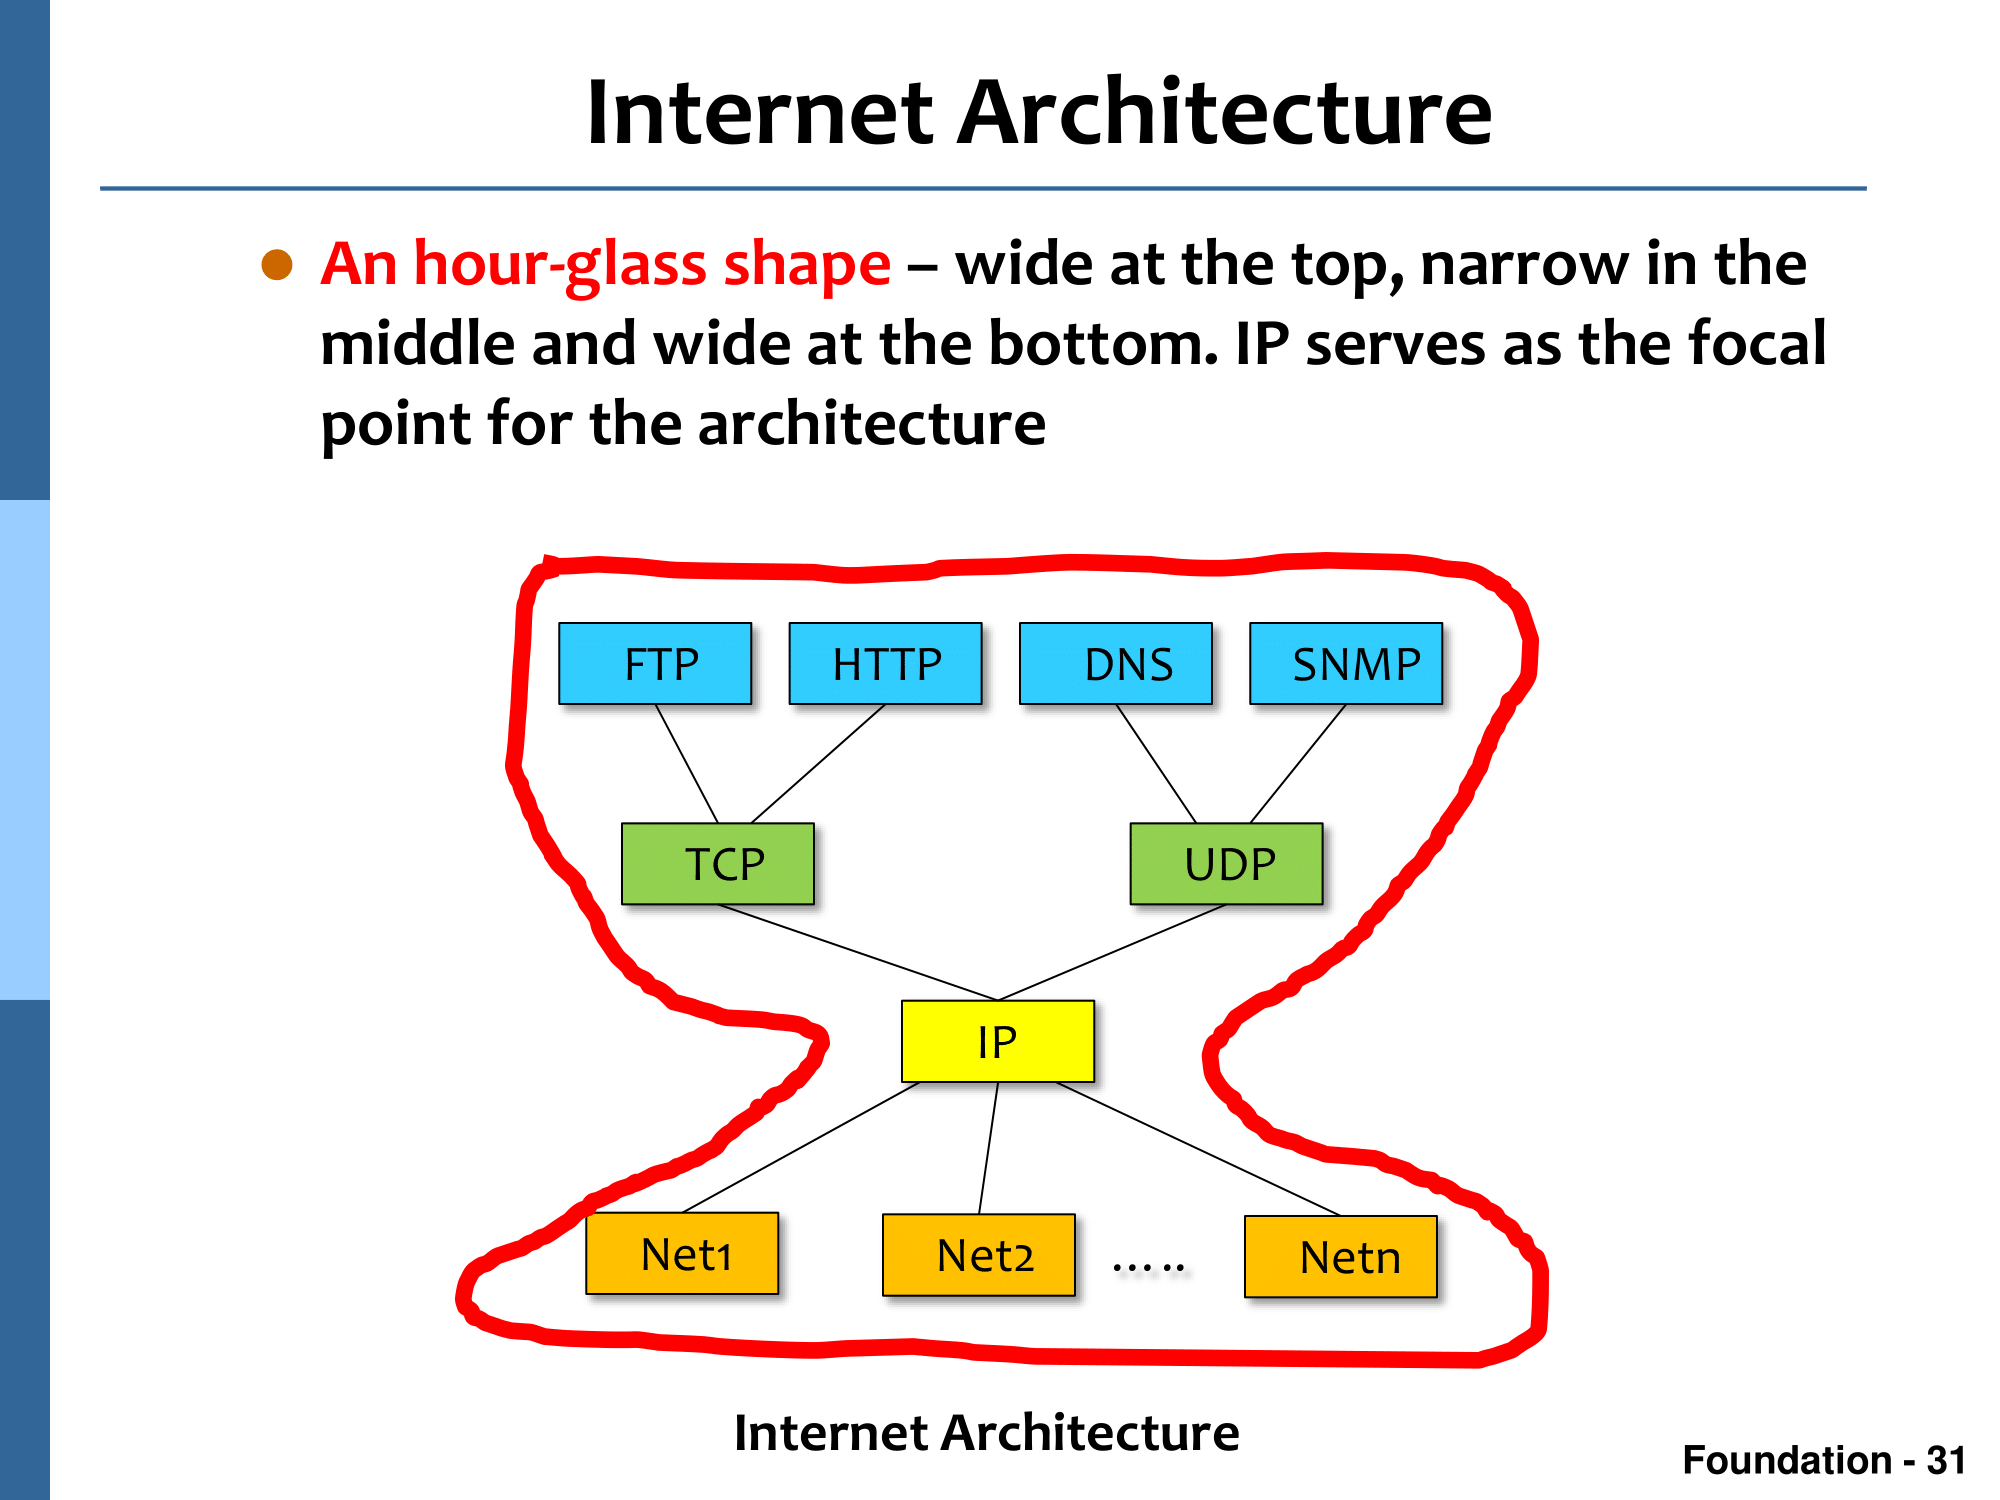 Internet Architecture
● An hour-glass shape – wide at the top, narrow in the
middle and wide at the bottom. IP serves as the focal
point for the architecture
FTP HTTP DNS SNMP
TCP UDP
IP
Net1 Net2 ..... Netn
Internet Architecture
Foundation - 31